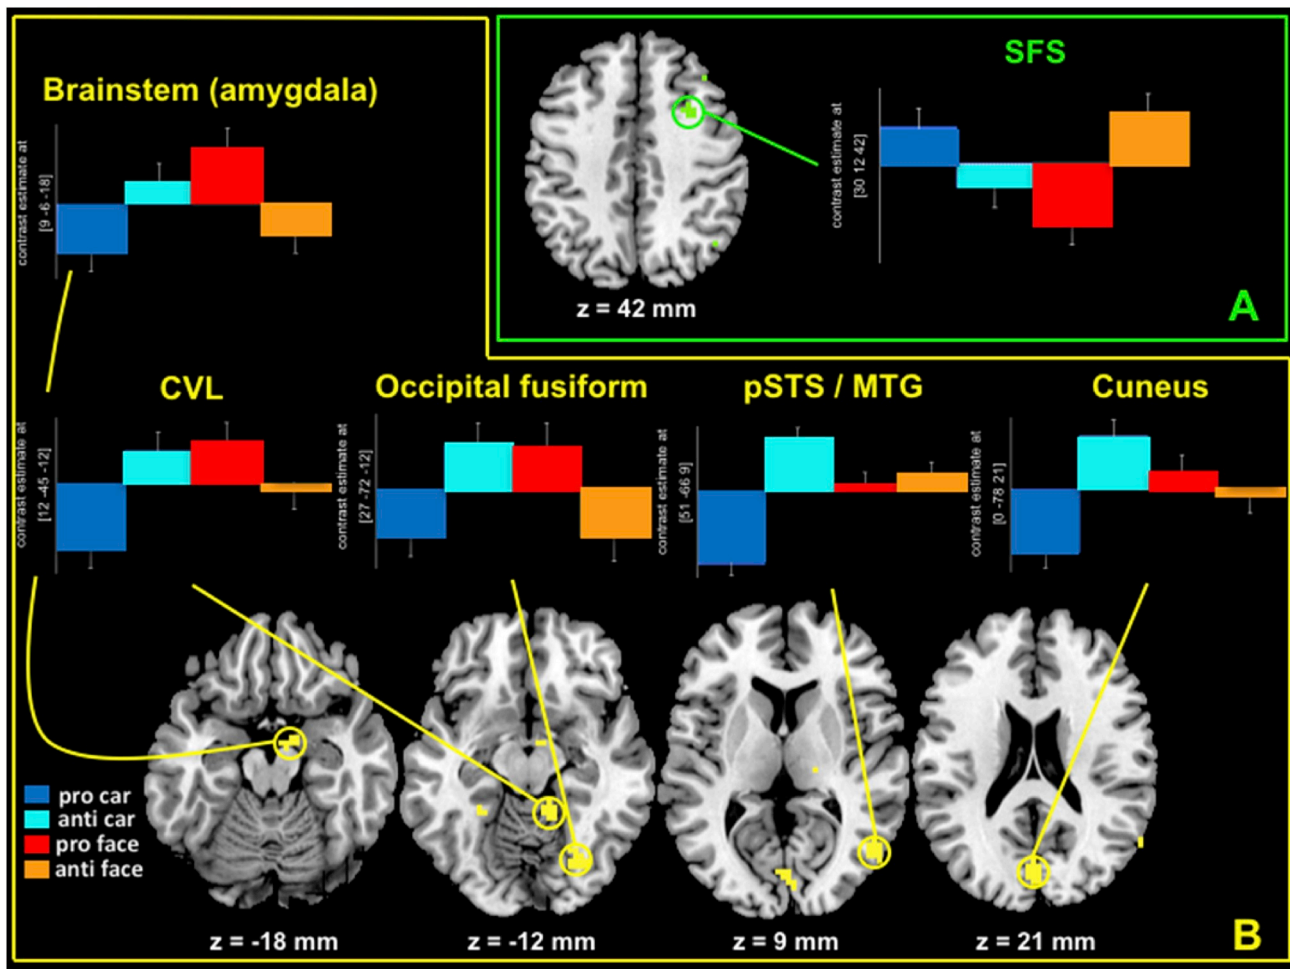 SFS
contrast estimate at
[30 12 42]
z = 42 mm
A
Brainstem (amygdala)
contrast estimate at
[9 -6 -18]
CVL
contrast estimate at
[12 -45 -12]
Occipital fusiform
contrast estimate at
[27 -72 -12]
pSTS / MTG
contrast estimate at
[51 -66 9]
Cuneus
contrast estimate at
[0 -78 21]
pro car
anti car
pro face
anti face
z = -18 mm
z = -12 mm
z = 9 mm
z = 21 mm
B